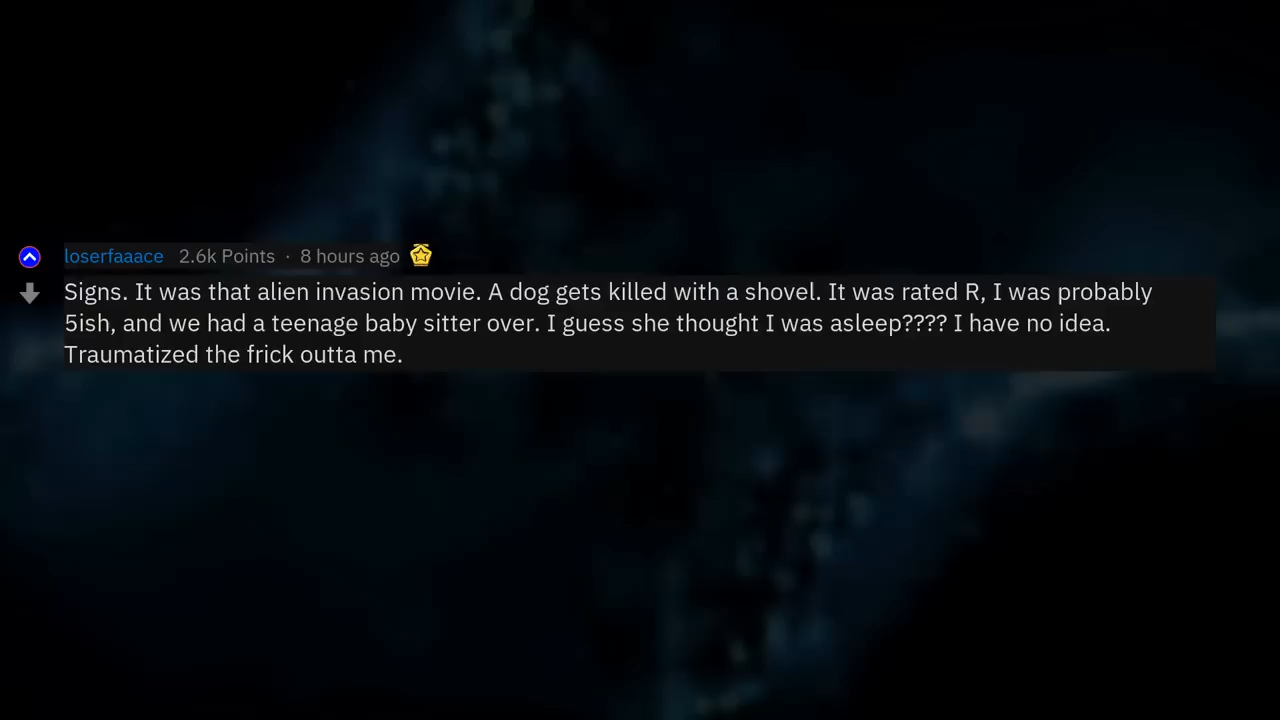 loserfaaace 2.6k Points · 8 hours ago
Signs. It was that alien invasion movie. A dog gets killed with a shovel. It was rated R, I was probably
5ish, and we had a teenage baby sitter over. I guess she thought I was asleep???? I have no idea.
Traumatized the frick outta me.